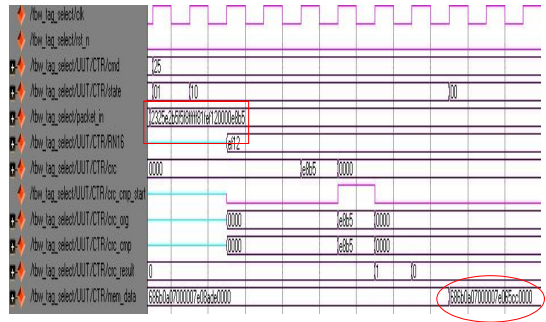 /tbw_tag_select/clk
/tbw_tag_select/rst_n
/tbw_tag_select/UUT/CTR/cmd 25
/tbw_tag_select/UUT/CTR/state 01 10 00
/tbw_tag_select/packet_in
/tbw_tag_select/UUT/CTR/RN16 ef12
/tbw_tag_select/UUT/CTR/crc 0000 e8b5 0000
/tbw_tag_select/UUT/CTR/crc_cmp_start
/tbw_tag_select/UUT/CTR/crc_org 0000 e8b5 0000
/tbw_tag_select/UUT/CTR/crc_cmp 0000 e8b5 0000
/tbw_tag_select/UUT/CTR/crc_result 0 1 0
/tbw_tag_select/UUT/CTR/mem_data 686b0a07000007e08ade0000 686b0a07000007e065cc0000